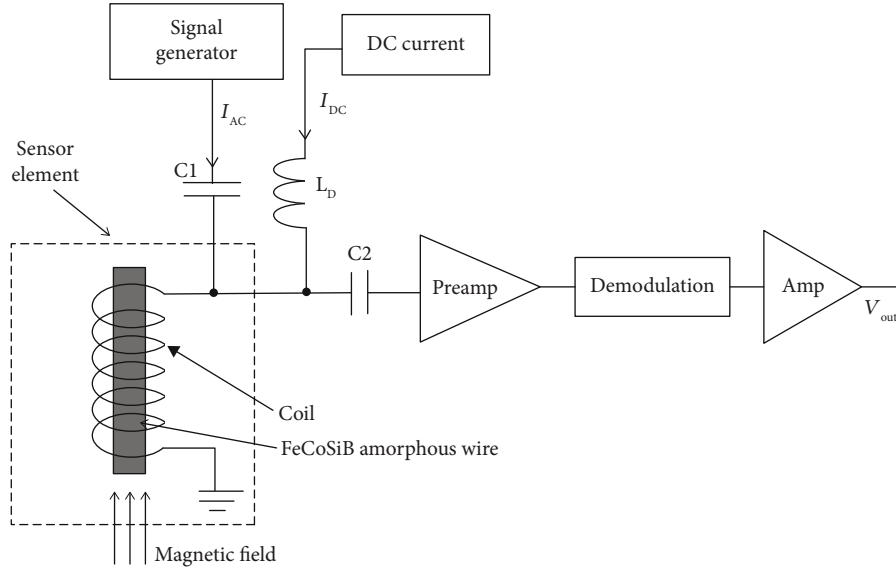 Signal
generator
DC current
I_AC
I_DC
Sensor
element
C1
L_D
C2
Preamp
Demodulation
Amp
V_out
Coil
FeCoSiB amorphous wire
Magnetic field